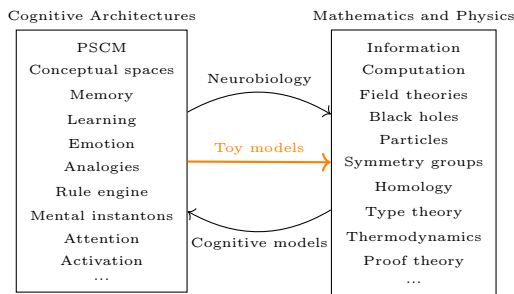 Cognitive Architectures
PSCM
Conceptual spaces
Memory
Learning
Emotion
Analogies
Rule engine
Mental instantons
Attention
Activation
...
Neurobiology
Toy models
Cognitive models
Mathematics and Physics
Information
Computation
Field theories
Black holes
Particles
Symmetry groups
Homology
Type theory
Thermodynamics
Proof theory
...